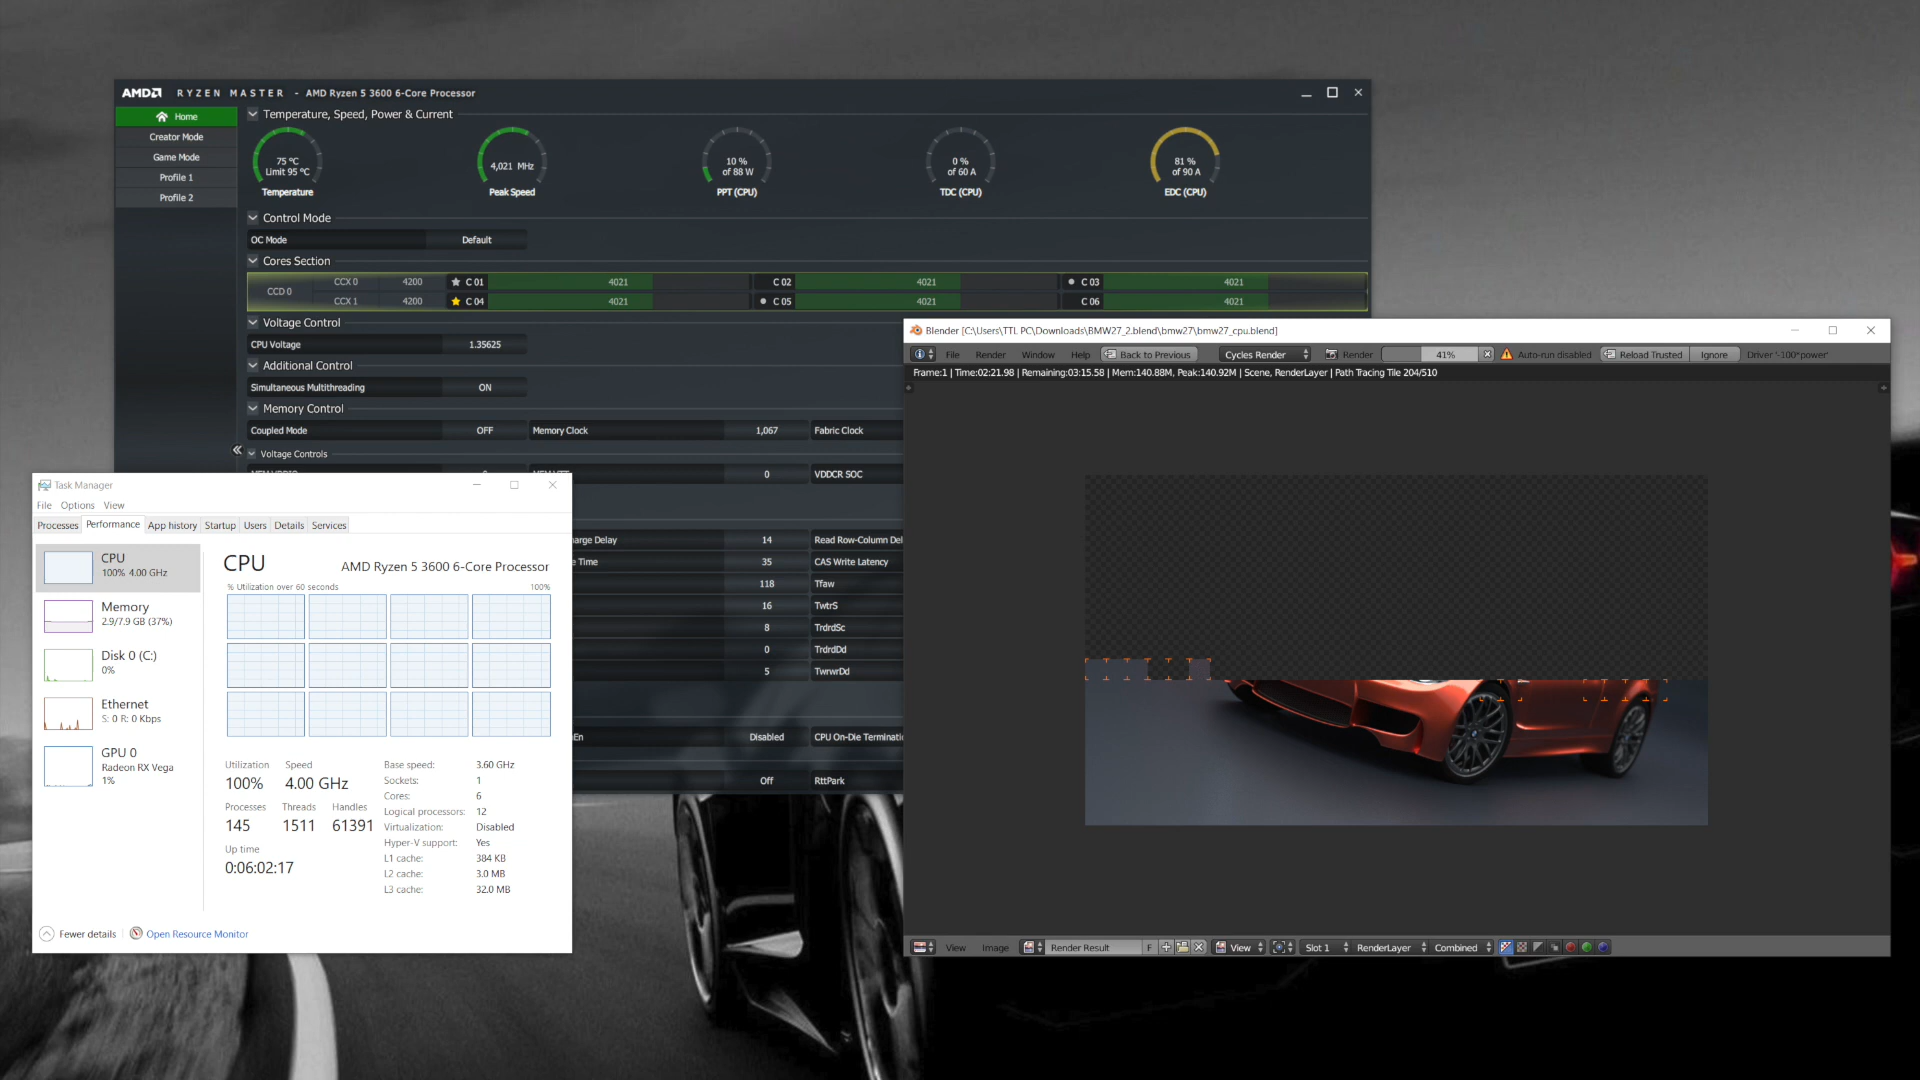 AMD RYZEN MASTER - AMD Ryzen 5 3600 6-Core Processor
Home
Creator Mode
Game Mode
Profile 1
Profile 2
Temperature, Speed, Power & Current
75 °C
Limit 95 °C
Temperature
4,021 MHz
Peak Speed
10 %
of 88 W
PPT (CPU)
0 %
of 60 A
TDC (CPU)
81 %
of 90 A
EDC (CPU)
Control Mode
OC Mode Default
Cores Section
CCD 0
CCX 0 4200 C 01 4021 C 02 4021 C 03 4021
CCX 1 4200 C 04 4021 C 05 4021 C 06 4021
Voltage Control
CPU Voltage 1.35625
Additional Control
Simultaneous Multithreading ON
Memory Control
Coupled Mode OFF Memory Clock 1,067 Fabric Clock
Voltage Controls
0 VDDCR SOC
arge Delay 14 Read Row-Column Del
e Time 35 CAS Write Latency
118 Tfaw
16 TwtrS
8 TrdrdSc
0 TrdrdDd
5 TwrwrDd
En Disabled CPU On-Die Terminatio
Off RttPark
Task Manager
File Options View
Processes Performance App history Startup Users Details Services
CPU
100% 4.00 GHz
Memory
2.9/7.9 GB (37%)
Disk 0 (C:)
0%
Ethernet
S: 0 R: 0 Kbps
GPU 0
Radeon RX Vega
1%
CPU AMD Ryzen 5 3600 6-Core Processor
% Utilization over 60 seconds 100%
Utilization Speed
100% 4.00 GHz
Processes Threads Handles
145 1511 61391
Up time
0:06:02:17
Base speed: 3.60 GHz
Sockets: 1
Cores: 6
Logical processors: 12
Virtualization: Disabled
Hyper-V support: Yes
L1 cache: 384 KB
L2 cache: 3.0 MB
L3 cache: 32.0 MB
Fewer details Open Resource Monitor
Blender [C:\Users\TTL PC\Downloads\BMW27_2.blend\bmw27\bmw27_cpu.blend]
File Render Window Help Back to Previous Cycles Render Render 41% Auto-run disabled Reload Trusted Ignore Driver '-100*power'
Frame:1 | Time:02:21.98 | Remaining:03:15.58 | Mem:140.88M, Peak:140.92M | Scene, RenderLayer | Path Tracing Tile 204/510
View Image Render Result F View Slot 1 RenderLayer Combined